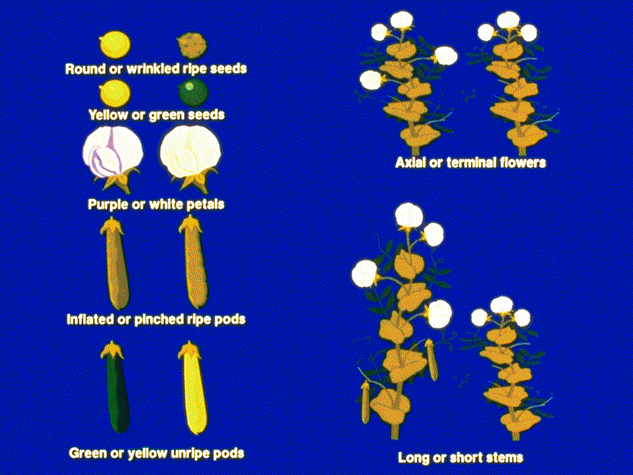 Round or wrinkled ripe seeds
Yellow or green seeds
Purple or white petals
Inflated or pinched ripe pods
Green or yellow unripe pods
Axial or terminal flowers
Long or short stems